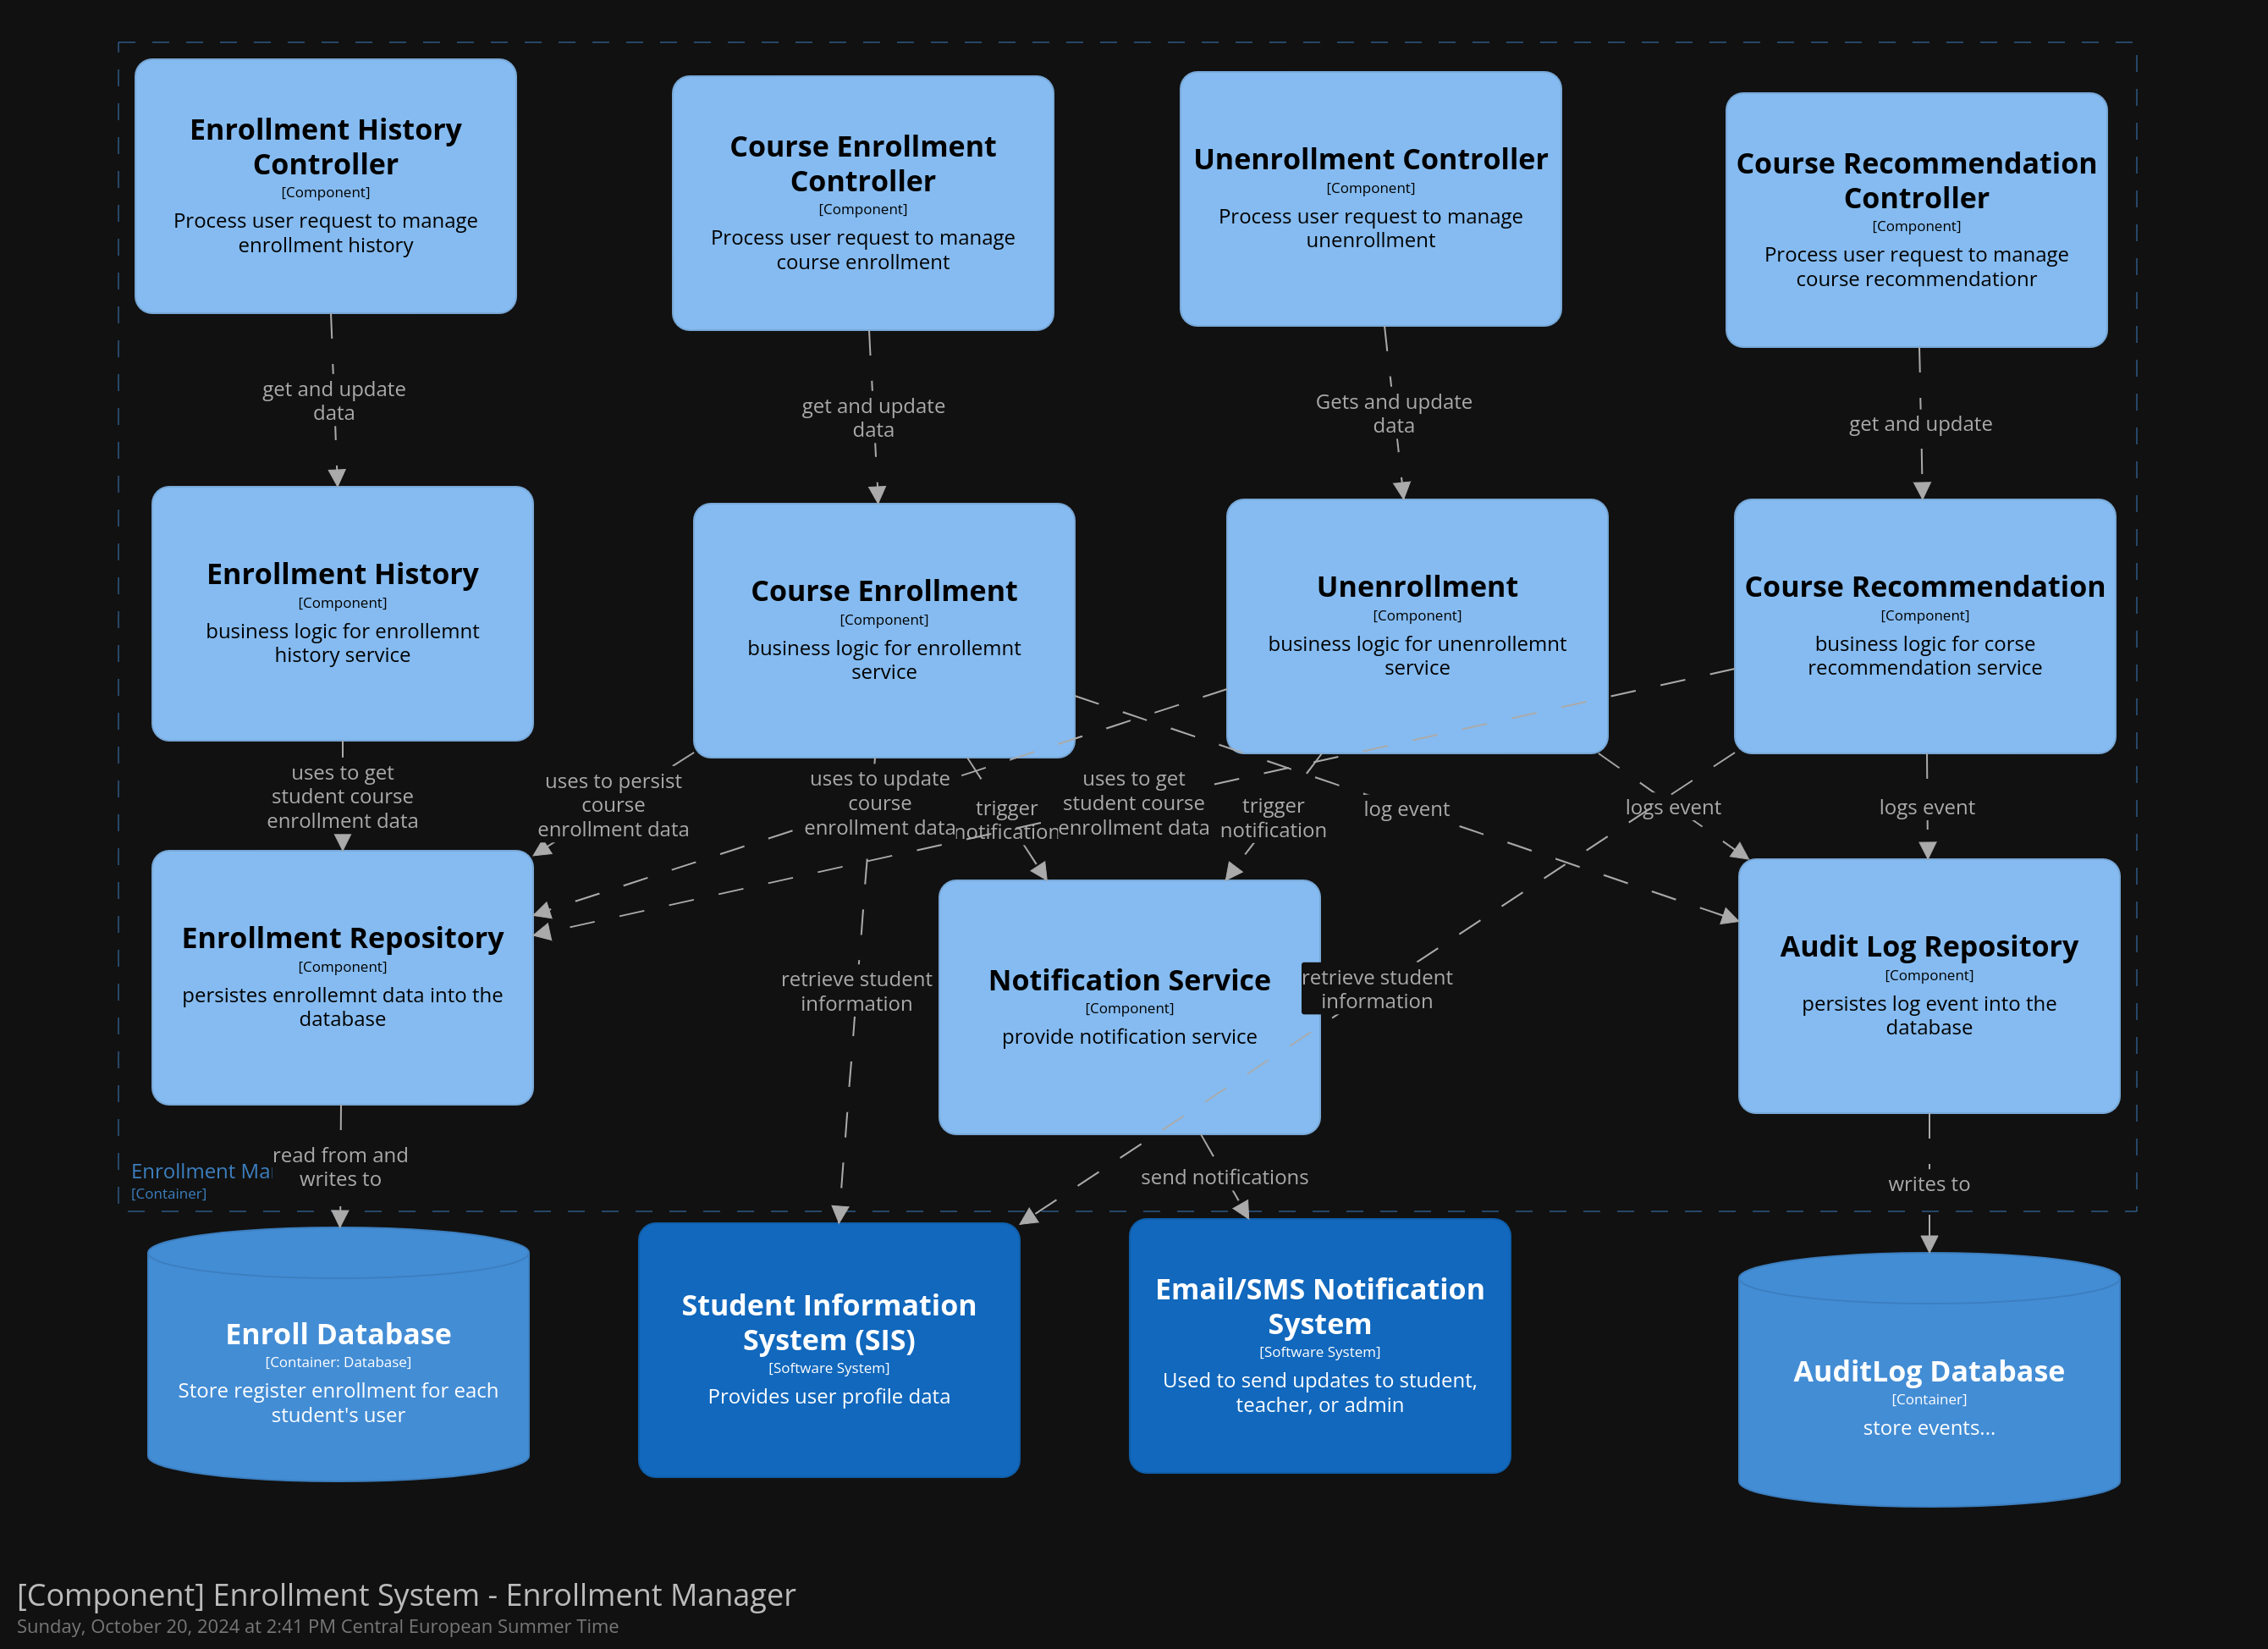 Enrollment History
Controller
[Component]
Process user request to manage
enrollment history
Course Enrollment
Controller
[Component]
Process user request to manage
course enrollment
Unenrollment Controller
[Component]
Process user request to manage
unenrollment
Course Recommendation
Controller
[Component]
Process user request to manage
course recommendationr
get and update
data
get and update
data
Gets and update
data
get and update
Enrollment History
[Component]
business logic for enrollemnt
history service
Course Enrollment
[Component]
business logic for enrollemnt
service
Unenrollment
[Component]
business logic for unenrollemnt
service
Course Recommendation
[Component]
business logic for corse
recommendation service
uses to get
student course
enrollment data
uses to persist
course
enrollment data
uses to update
course
enrollment data
trigger
notification
uses to get
student course
enrollment data
trigger
notification
log event
logs event
logs event
Enrollment Repository
[Component]
persistes enrollemnt data into the
database
retrieve student
information
Notification Service
[Component]
provide notification service
retrieve student
information
Audit Log Repository
[Component]
persistes log event into the
database
Enrollment Ma
[Container]
read from and
writes to
send notifications
writes to
Enroll Database
[Container: Database]
Store register enrollment for each
student's user
Student Information
System (SIS)
[Software System]
Provides user profile data
Email/SMS Notification
System
[Software System]
Used to send updates to student,
teacher, or admin
AuditLog Database
[Container]
store events...
[Component] Enrollment System - Enrollment Manager
Sunday, October 20, 2024 at 2:41 PM Central European Summer Time